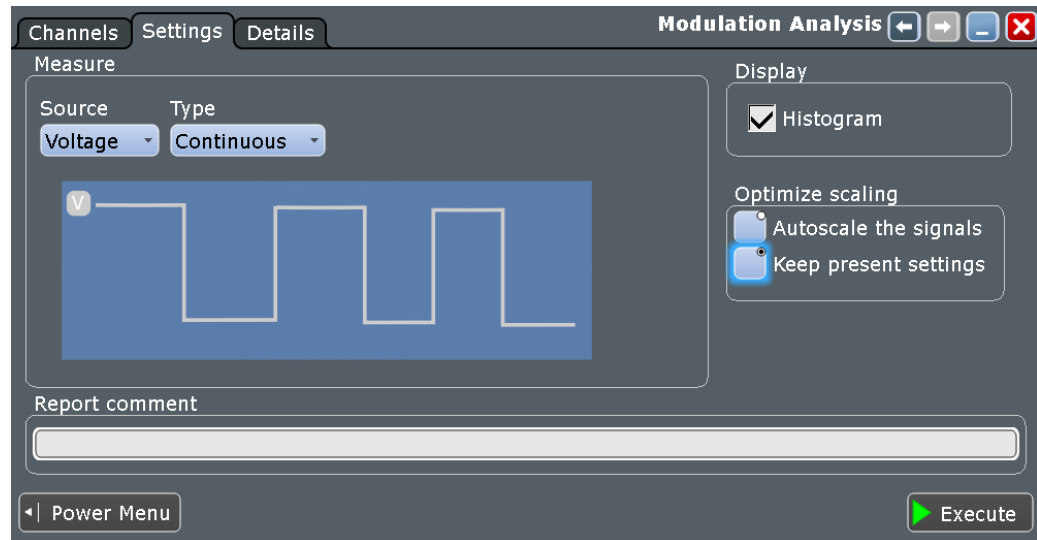 Channels Settings Details Modulation Analysis
Measure
Display
Source Type
Histogram
Voltage Continuous
V
Optimize scaling
Autoscale the signals
Keep present settings
Report comment
Power Menu Execute